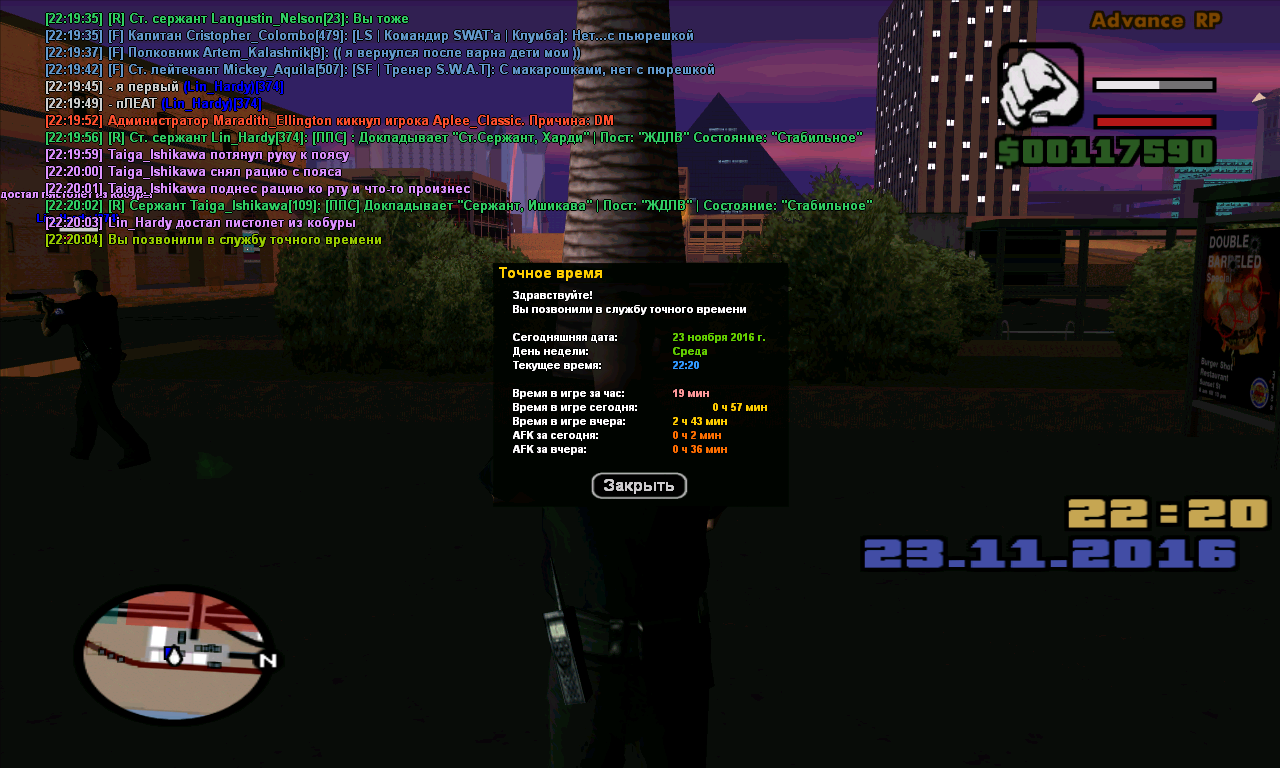 Advance RP
[22:19:35] [R] Ст. сержант Langustin_Nelson[23]: Вы тоже
[22:19:35] [F] Капитан Cristopher_Colombo[479]: [LS | Командир SWAT'a | Клумба]: Нет...с пьюрешкой
[22:19:37] [F] Полковник Artem_Kalashnik[9]: (( я вернулся после варна дети мои ))
[22:19:42] [F] Ст. лейтенант Mickey_Aquila[507]: [SF | Тренер S.W.A.T]: С макарошками, нет с пюрешкой
[22:19:45] - я первый (Lin_Hardy)[374]
[22:19:49] - пЛЕАТ (Lin_Hardy)[374]
[22:19:52] Администратор Maradith_Ellington кикнул игрока Aplee_Classic. Причина: DM
[22:19:56] [R] Ст. сержант Lin_Hardy[374]: [ППС] : Докладывает "Ст.Сержант, Харди" | Пост: "ЖДЛВ" Состояние: "Стабильное"
[22:19:59] Taiga_Ishikawa потянул руку к поясу
[22:20:00] Taiga_Ishikawa снял рацию с пояса
[22:20:01] Taiga_Ishikawa поднес рацию ко рту и что-то произнес
[22:20:02] [R] Сержант Taiga_Ishikawa[109]: [ППС] Докладывает "Сержант, Ишикава" | Пост: "ЖДЛВ" | Состояние: "Стабильное"
[22:20:03] Lin_Hardy достал пистолет из кобуры
[22:20:04] Вы позвонили в службу точного времени
$00117590
DOUBLE
BARRELED
Special
Burger Shot
Restaurant
Точное время
Здравствуйте!
Вы позвонили в службу точного времени
Сегодняшняя дата: 23 ноября 2016 г.
День недели: Среда
Текущее время: 22:20
Время в игре за час: 19 мин
Время в игре сегодня: 0 ч 57 мин
Время в игре вчера: 2 ч 43 мин
AFK за сегодня: 0 ч 2 мин
AFK за вчера: 0 ч 36 мин
Закрыть
22:20
23.11.2016
N